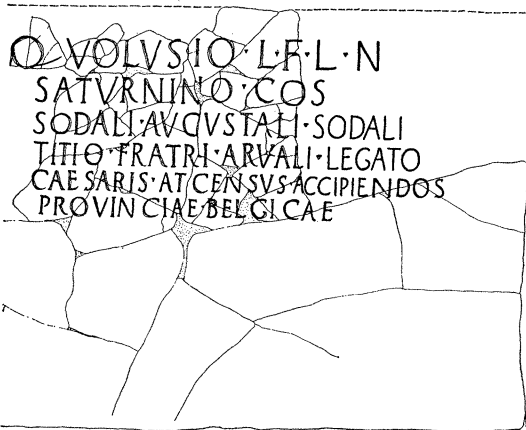 Q VOLVSIO·L·F·L·N
SATVRNINO·COS
SODALI·AVGVSTALI·SODALI
TITIO·FRATRI·ARVALI·LEGATO
CAESARIS·AT CENSVS·ACCIPIENDOS
PROVINCIAE BELGICAE